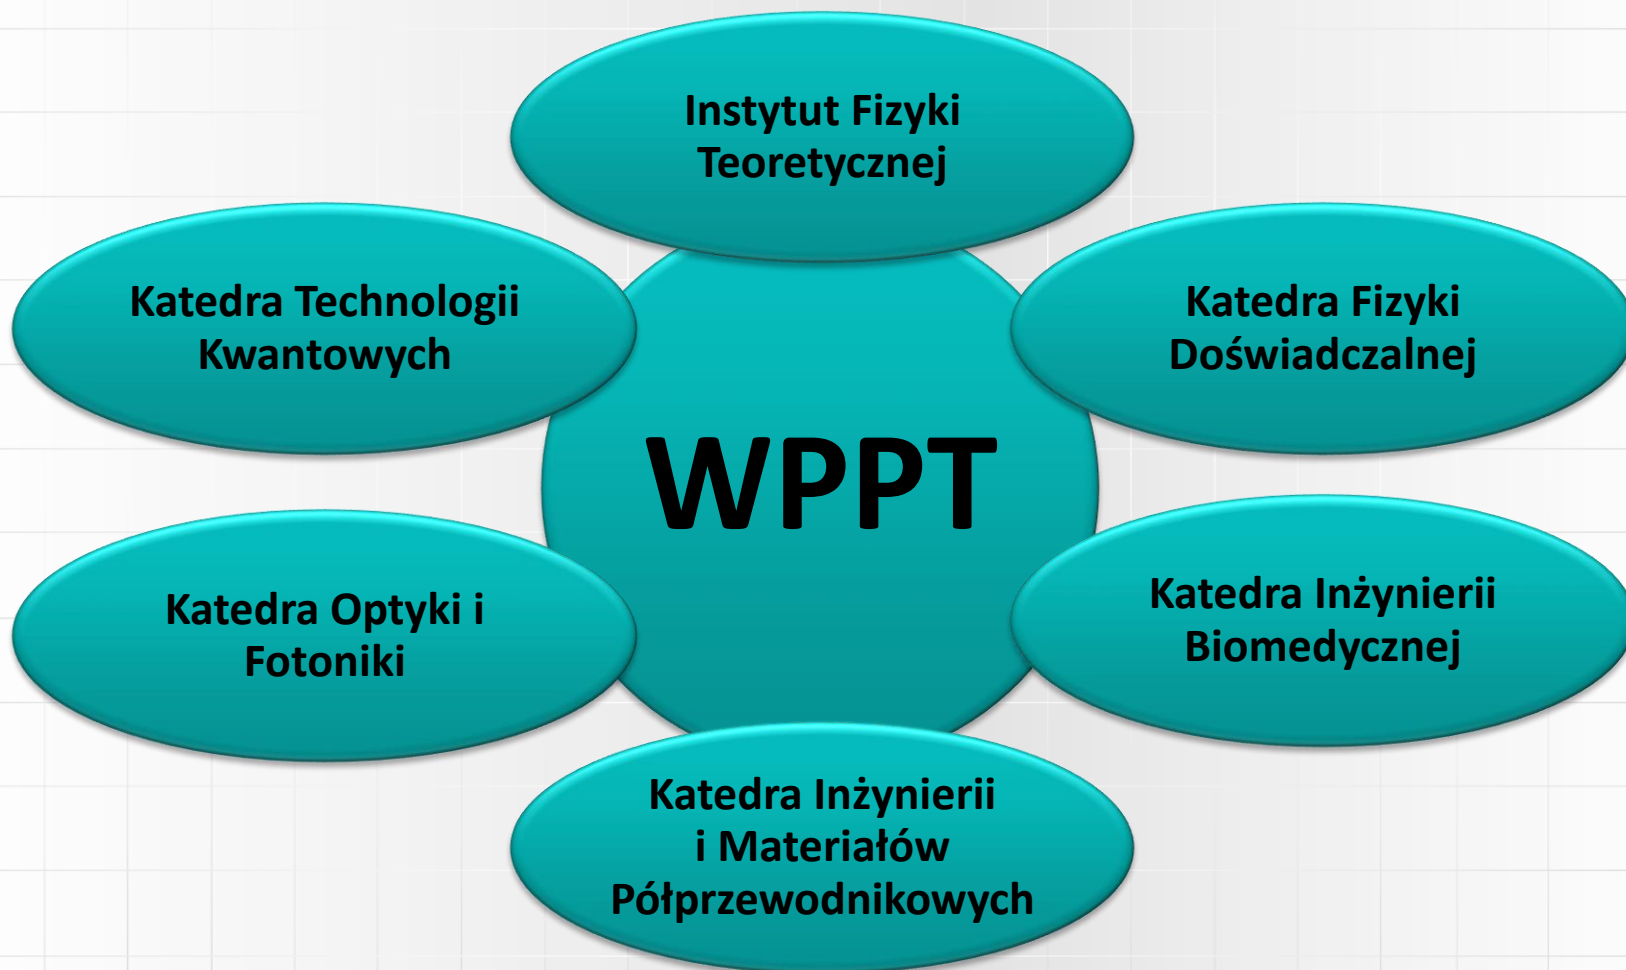 Instytut Fizyki
Teoretycznej
Katedra Technologii
Kwantowych
Katedra Fizyki
Doświadczalnej
WPPT
Katedra Optyki i
Fotoniki
Katedra Inżynierii
Biomedycznej
Katedra Inżynierii
i Materiałów
Półprzewodnikowych